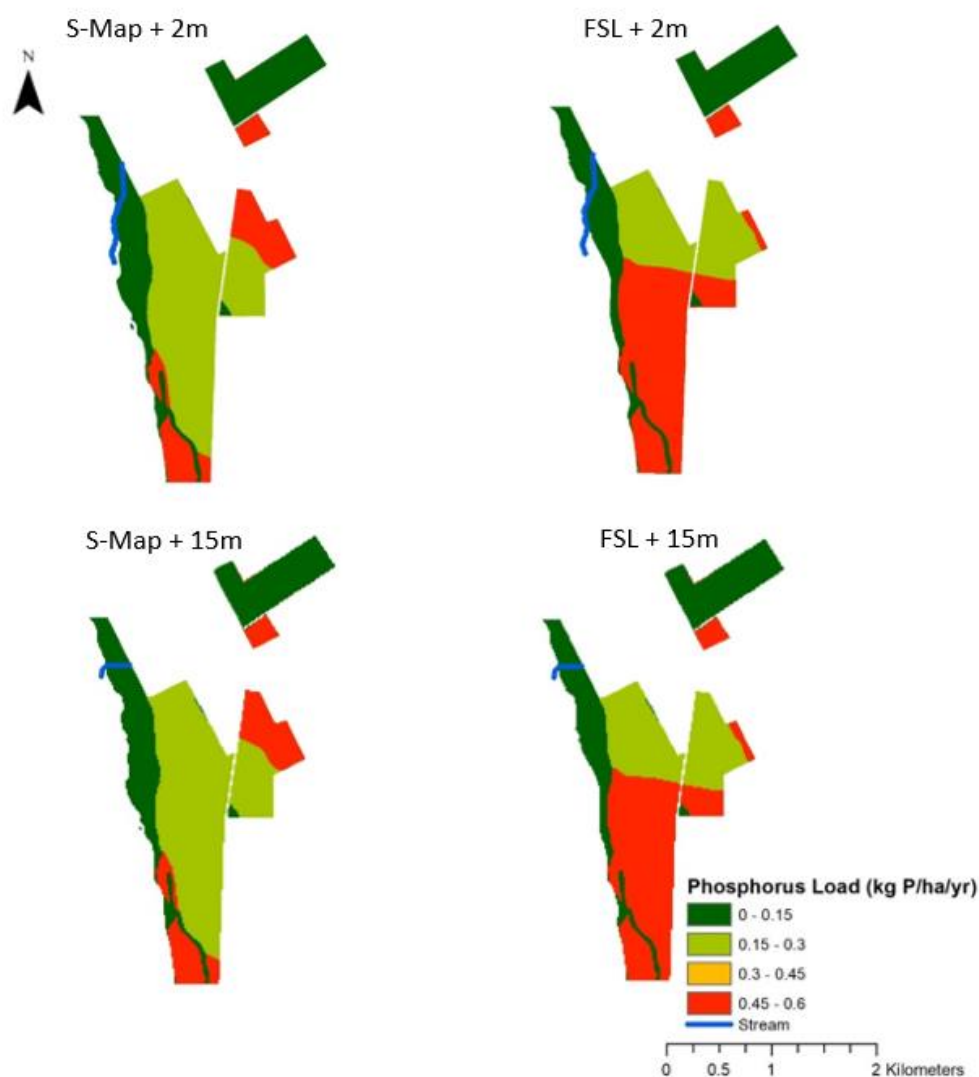 S-Map + 2m
FSL + 2m
N
S-Map + 15m
FSL + 15m
Phosphorus Load (kg P/ha/yr)
0 - 0.15
0.15 - 0.3
0.3 - 0.45
0.45 - 0.6
Stream
0 0.5 1 2 Kilometers